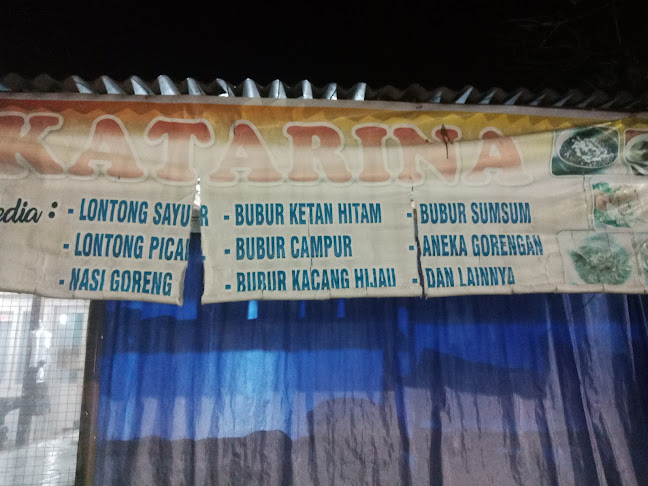 KATARINA
edia : - LONTONG SAYUR - BUBUR KETAN HITAM - BUBUR SUMSUM
- LONTONG PICAL - BUBUR CAMPUR - ANEKA GORENGAN
- NASI GORENG - BUBUR KACANG HIJAU - DAN LAINNYA